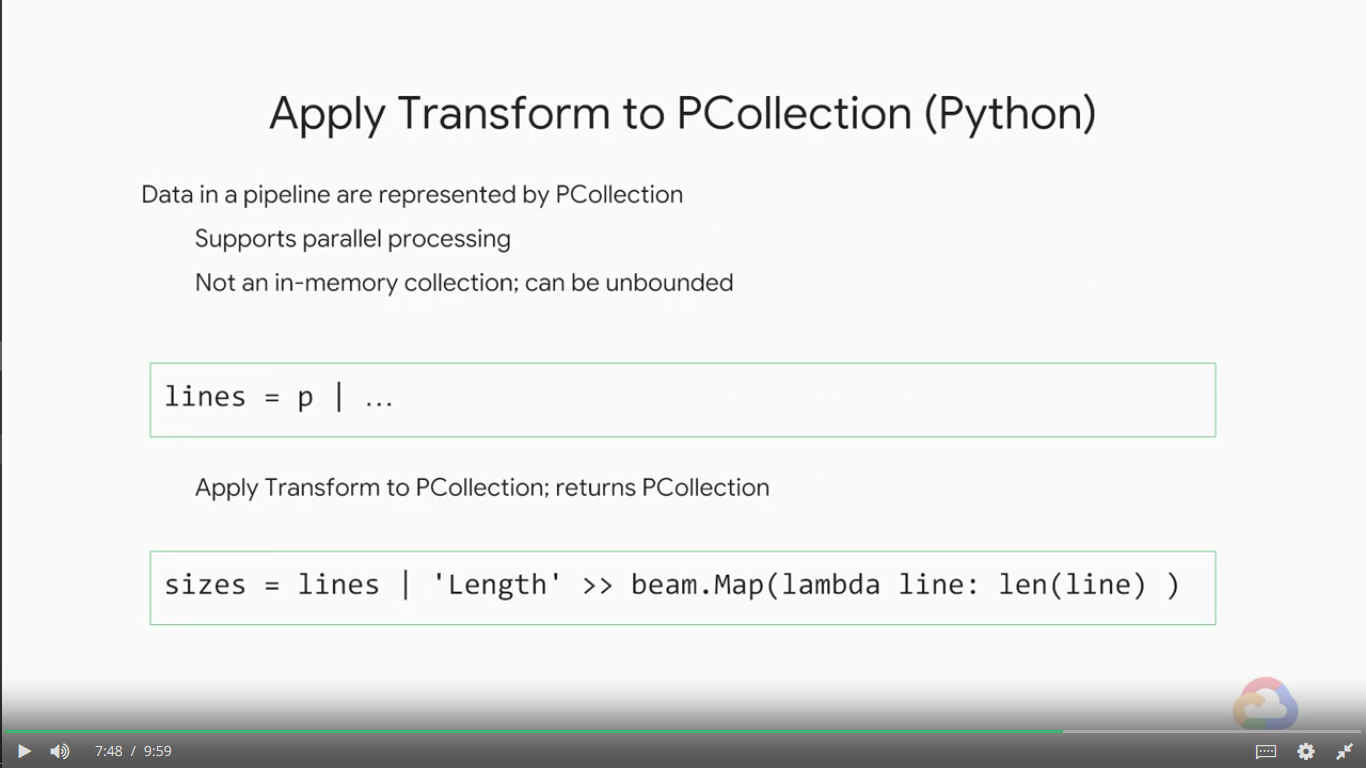 Apply Transform to PCollection (Python)
Data in a pipeline are represented by PCollection
Supports parallel processing
Not an in-memory collection; can be unbounded
lines = p | …
Apply Transform to PCollection; returns PCollection
sizes = lines | 'Length' >> beam.Map(lambda line: len(line) )
7:48 / 9:59